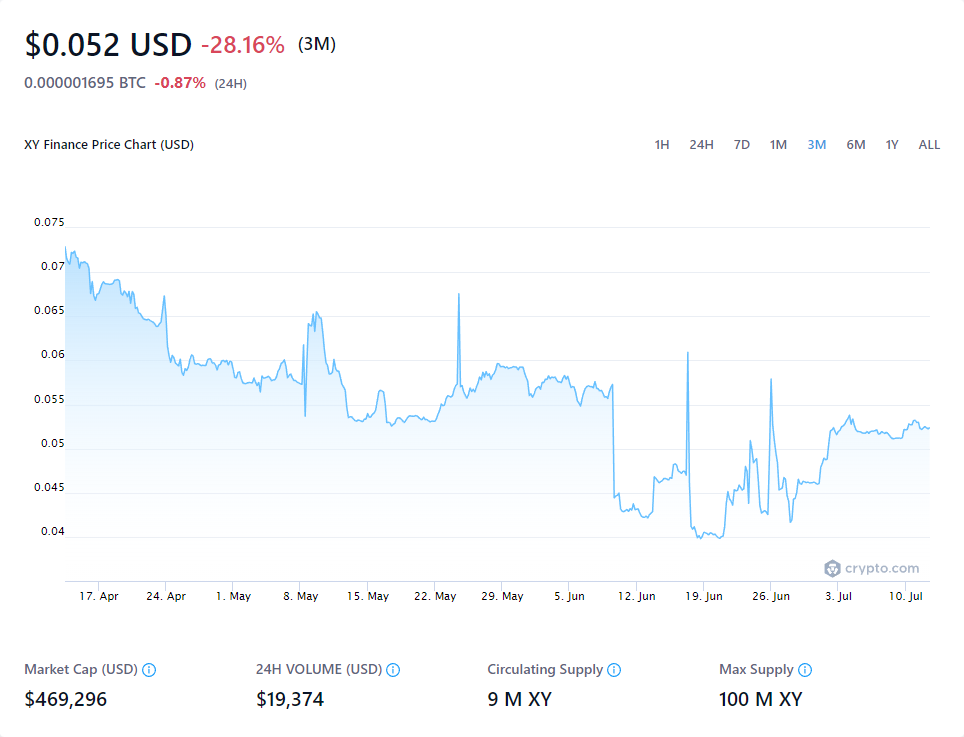 $0.052 USD -28.16% (3M)
0.000001695 BTC -0.87% (24H)
XY Finance Price Chart (USD) 1H 24H 7D 1M 3M 6M 1Y ALL
0.075
0.07
0.065
0.06
0.055
0.05
0.045
0.04
crypto.com
17. Apr 24. Apr 1. May 8. May 15. May 22. May 29. May 5. Jun 12. Jun 19. Jun 26. Jun 3. Jul 10. Jul
Market Cap (USD) 24H VOLUME (USD) Circulating Supply Max Supply
$469,296 $19,374 9 M XY 100 M XY